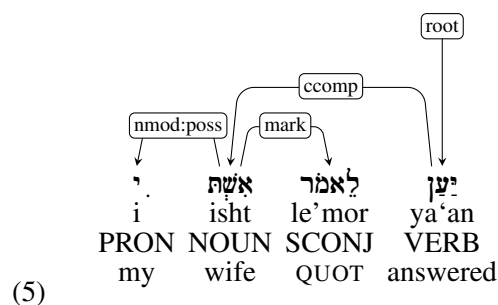 root
ccomp
nmod:poss mark
יַּעַן לֵאמֹר אִשְׁתּ ִי
i isht le’mor ya‘an
PRON NOUN SCONJ VERB
my wife QUOT answered
(5)